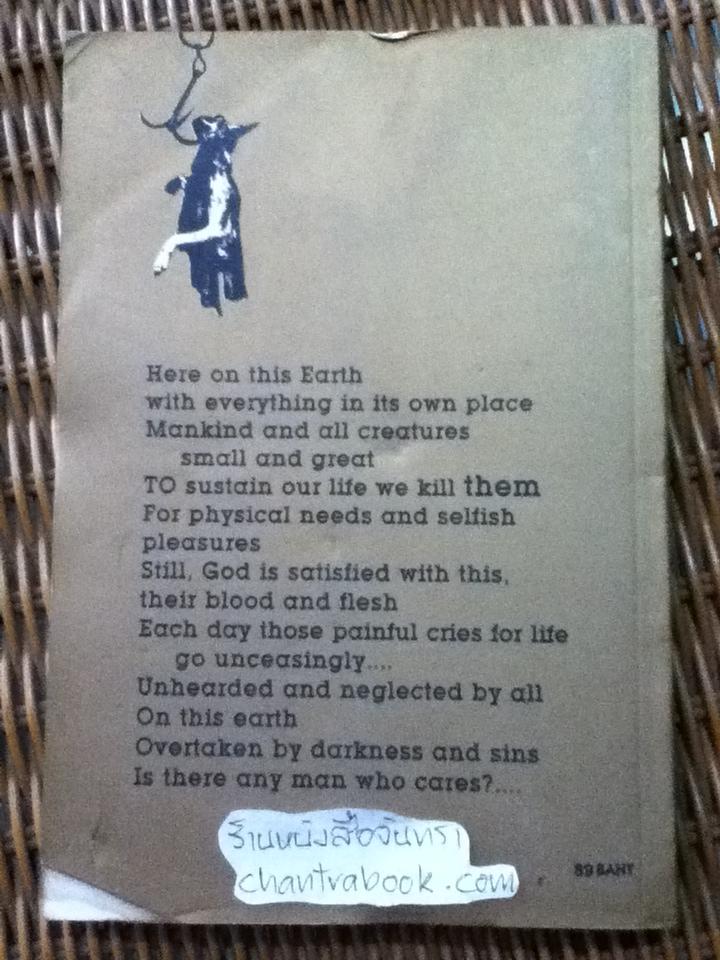 Here on this Earth
with everything in its own place
Mankind and all creatures
small and great
TO sustain our life we kill them
For physical needs and selfish
pleasures
Still, God is satisfied with this,
their blood and flesh
Each day those painful cries for life
go unceasingly....
Unhearded and neglected by all
On this earth
Overtaken by darkness and sins
Is there any man who cares?....
ร้านหนังสือจันทรา
chantrabook.com
89 BAHT